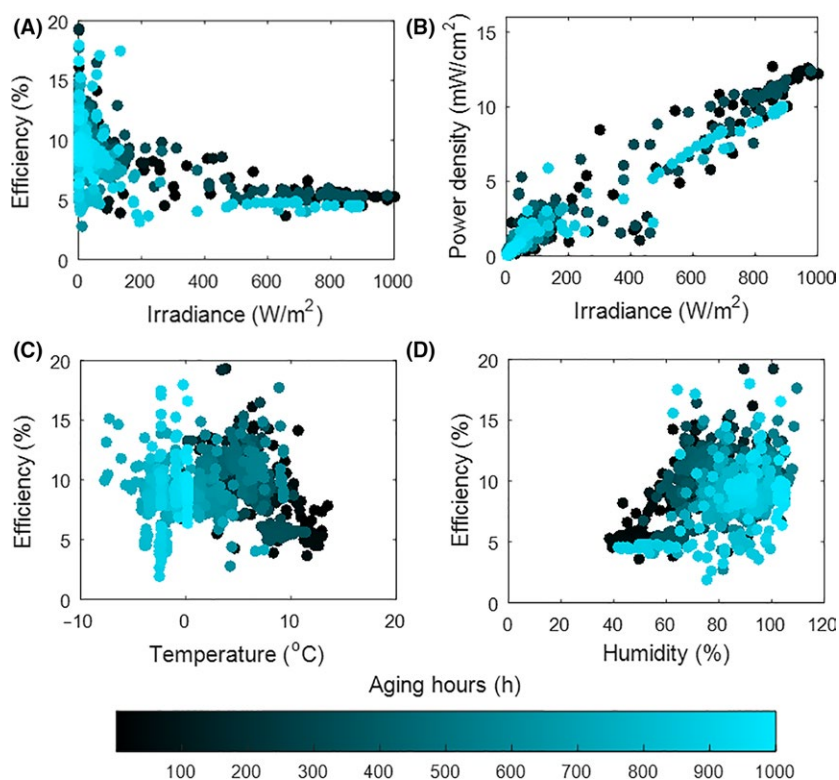 (A)
20
15
10
5
0
Efficiency (%)
0 200 400 600 800 1000
Irradiance (W/m²)
(B)
15
10
5
0
Power density (mW/cm²)
0 200 400 600 800 1000
Irradiance (W/m²)
(C)
20
15
10
5
0
Efficiency (%)
−10 0 10 20
Temperature (°C)
(D)
20
15
10
5
0
Efficiency (%)
0 20 40 60 80 100 120
Humidity (%)
Aging hours (h)
100 200 300 400 500 600 700 800 900 1000